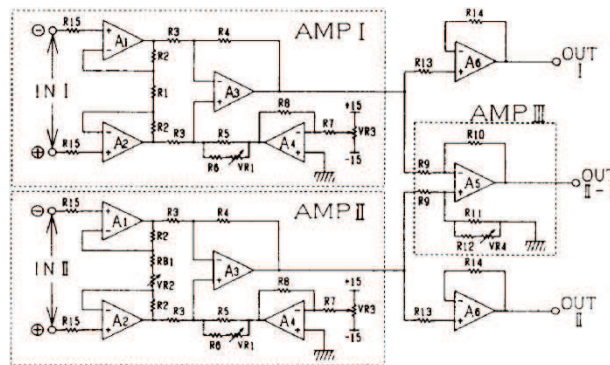 AMP I
⊖ R15 A1 R3 R4
R2
IN I R1
R2
A3
R8 +15
⊕ R15 A2 R3 R5 A4 R7 VR3
R6 VR1 -15
R14
R13 A6 OUT I
AMP III
R10
R9 A5 OUT II-
R9
R11
R12 VR4
AMP II
⊖ R15 A1 R3 R4
R2
RB1
IN II VR2
R2
A3
R8 +15
⊕ R15 A2 R3 R5 A4 R7 VR3
R6 VR1 -15
R14
R13 A6 OUT II